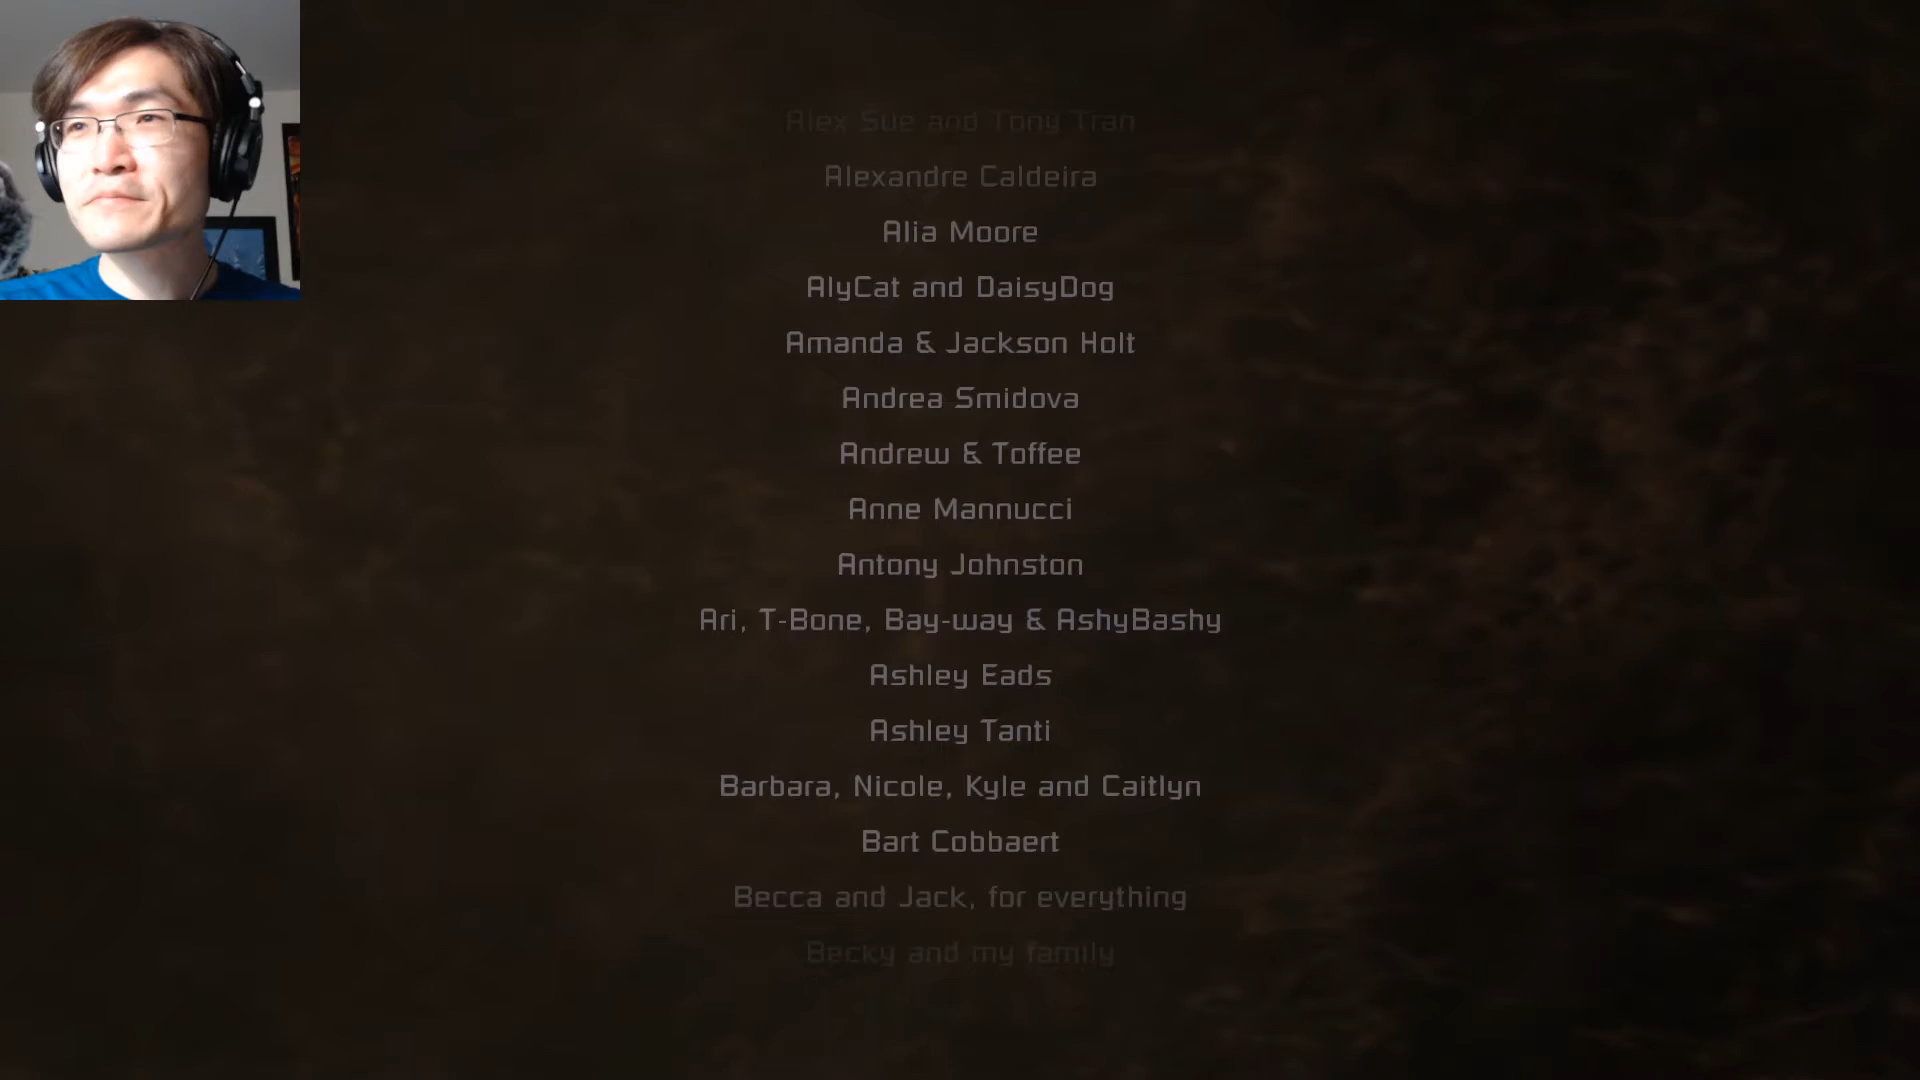 Alex Sue and Tony Tran
Alexandre Caldeira
Alia Moore
AlyCat and DaisyDog
Amanda & Jackson Holt
Andrea Smidova
Andrew & Toffee
Anne Mannucci
Antony Johnston
Ari, T-Bone, Bay-way & AshyBashy
Ashley Eads
Ashley Tanti
Barbara, Nicole, Kyle and Caitlyn
Bart Cobbaert
Becca and Jack, for everything
Becky and my family